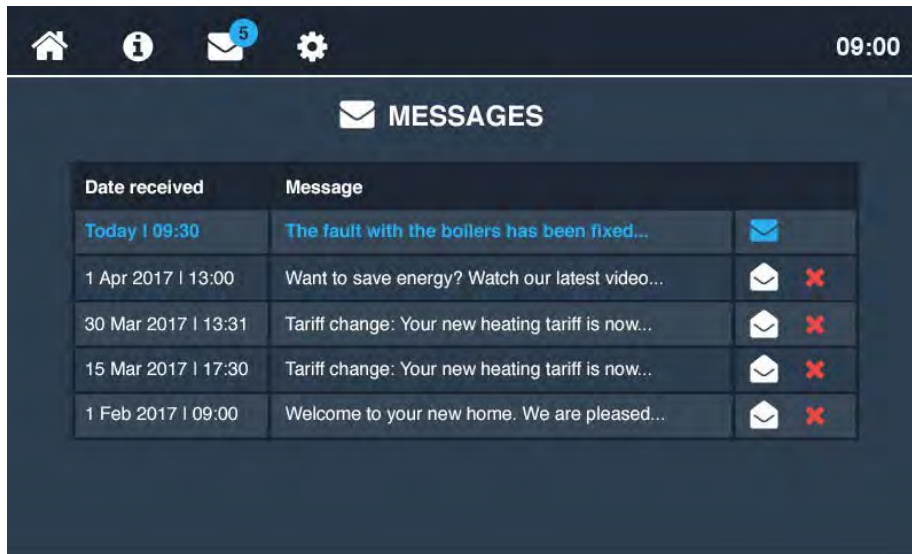 5
09:00
MESSAGES
Date received Message
Today | 09:30 The fault with the boilers has been fixed...
1 Apr 2017 | 13:00 Want to save energy? Watch our latest video...
30 Mar 2017 | 13:31 Tariff change: Your new heating tariff is now...
15 Mar 2017 | 17:30 Tariff change: Your new heating tariff is now...
1 Feb 2017 | 09:00 Welcome to your new home. We are pleased...